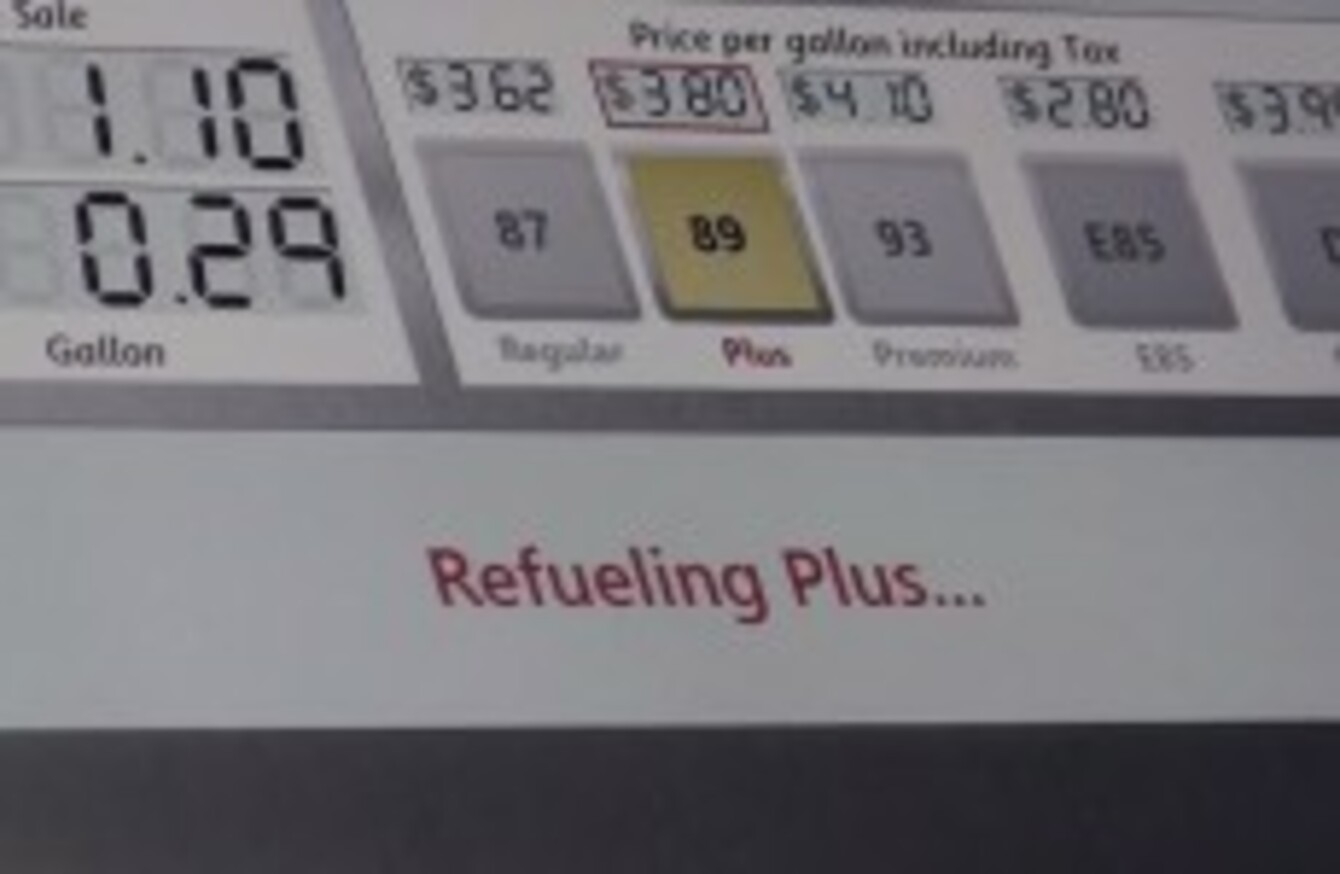 Sale
1.10
0.29
Gallon
Price per gallon including Tax
$3.62 $3.80 $4.10 $2.80
87 89 93 E85
Regular Plus Premium E85
Refueling Plus...